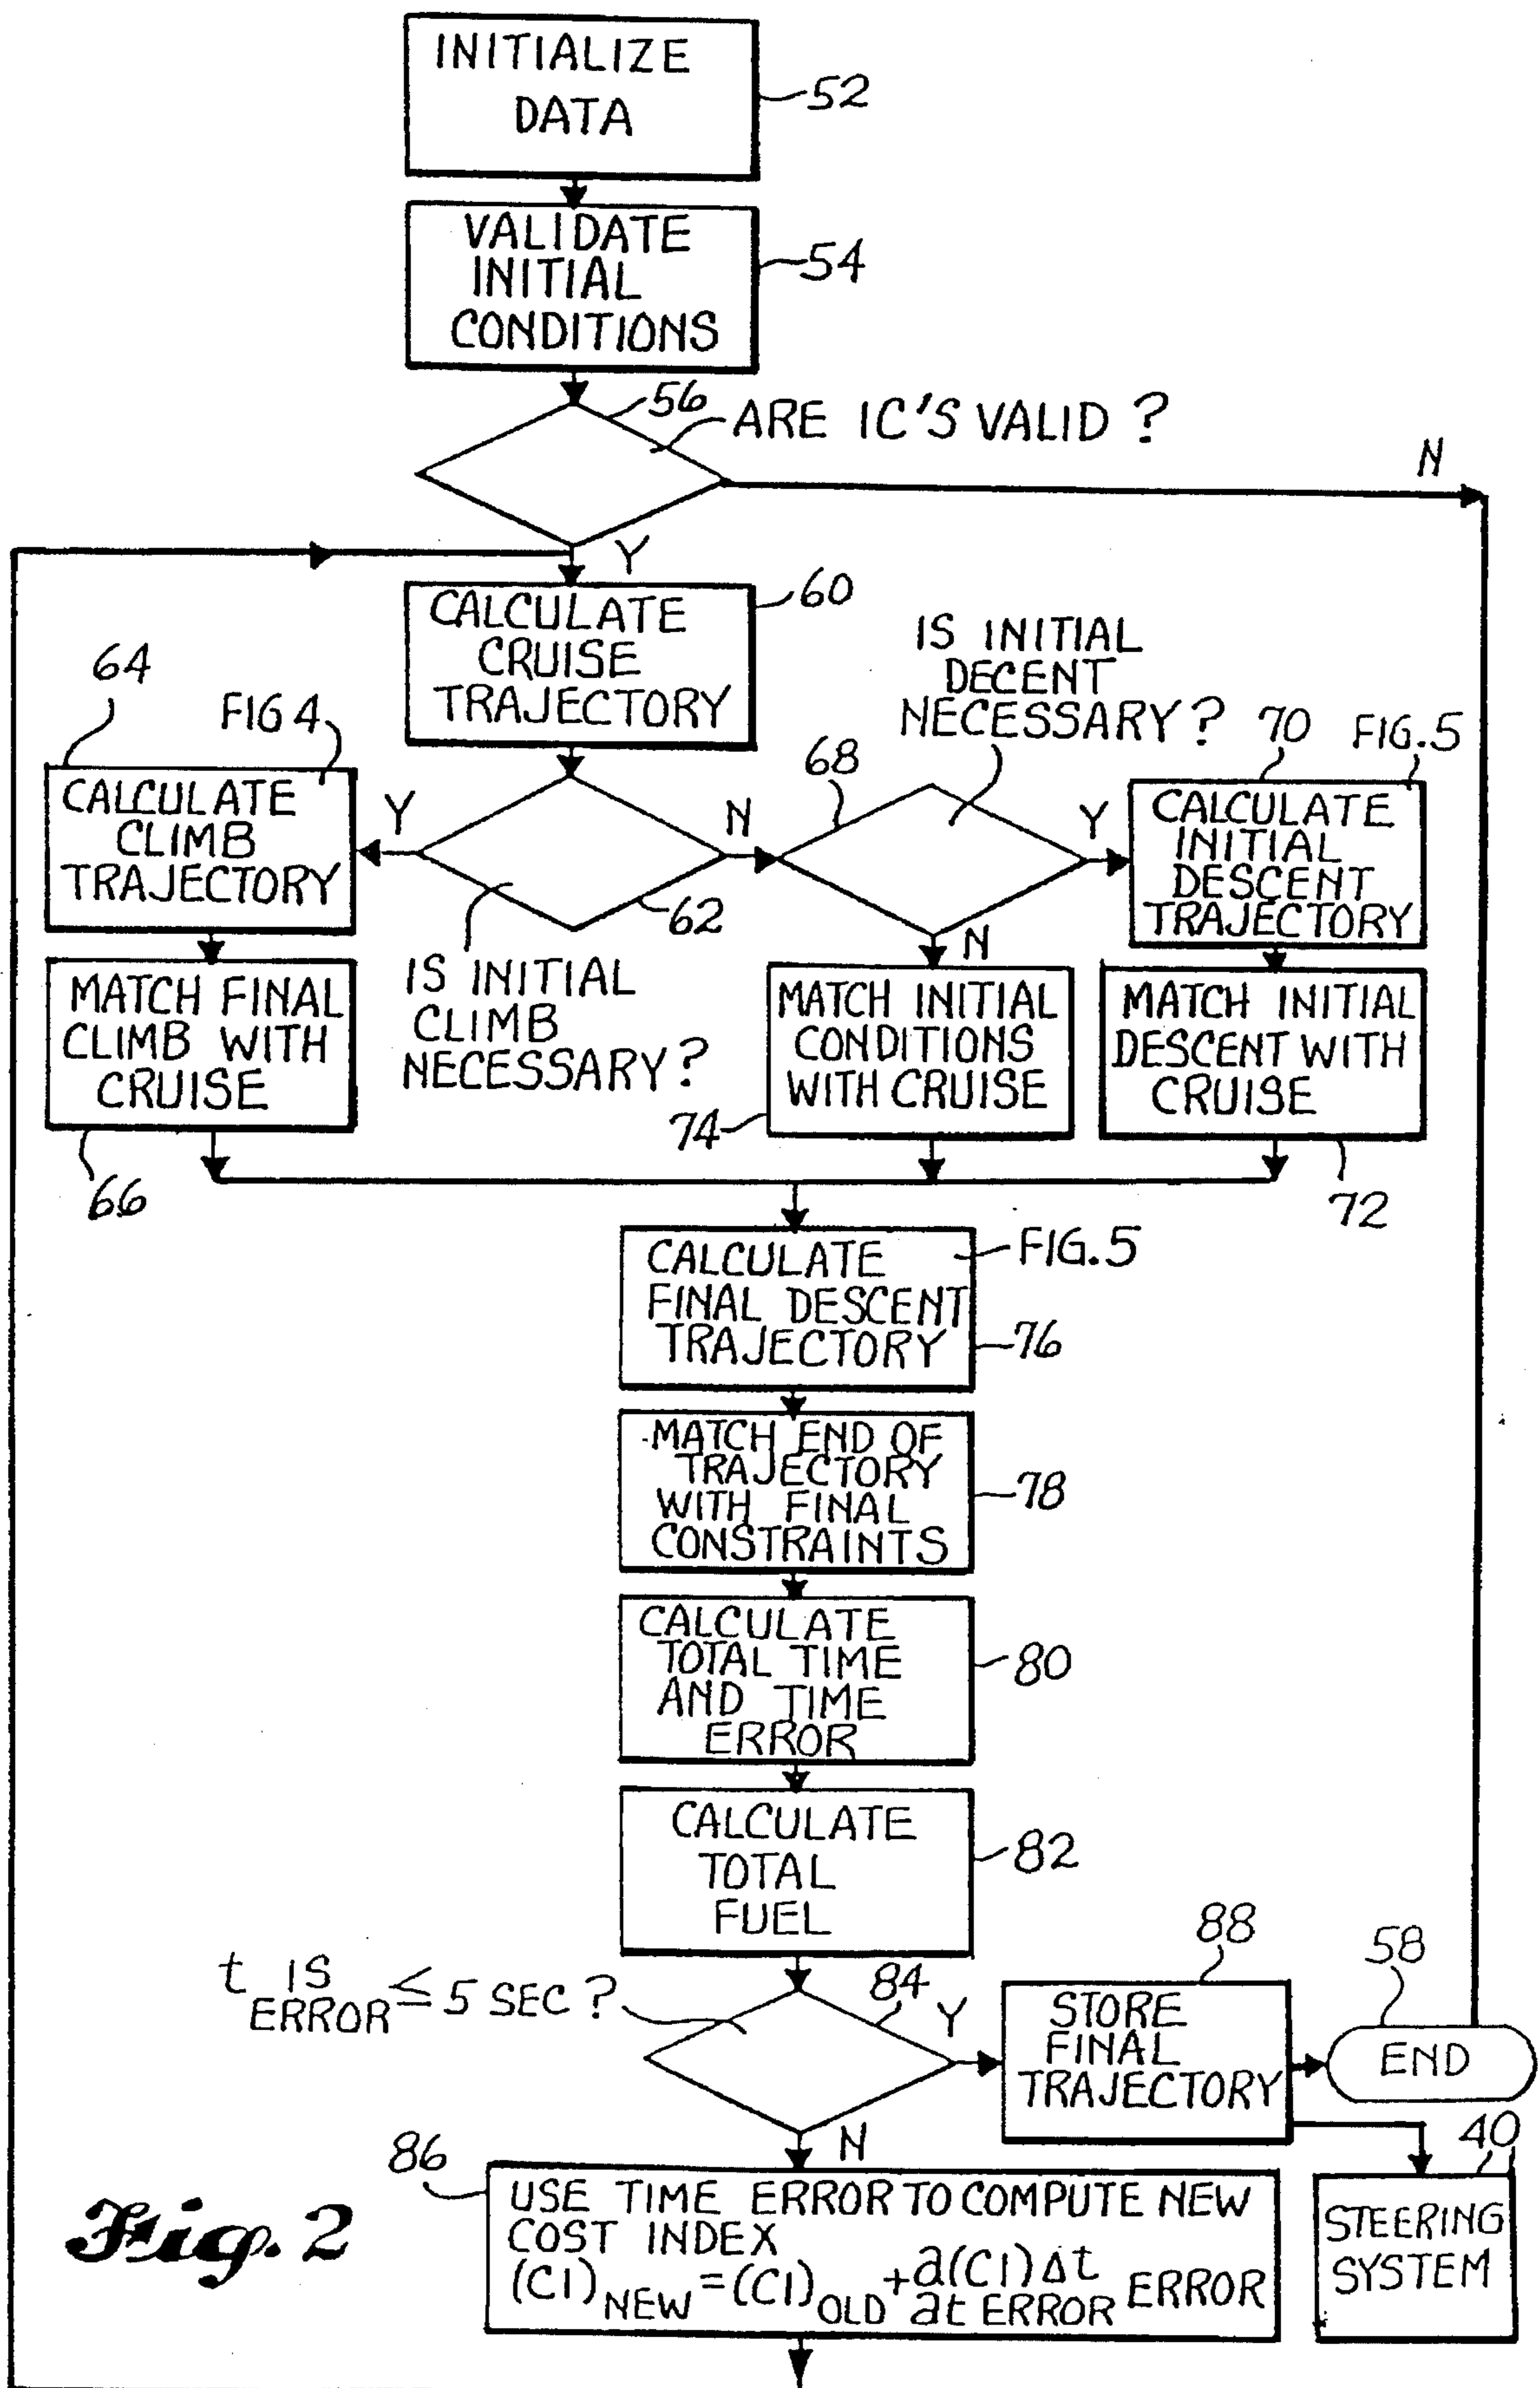 INITIALIZE
DATA
52
VALIDATE
INITIAL
CONDITIONS
54
56
ARE IC'S VALID ?
N
Y
CALCULATE
CRUISE
TRAJECTORY
60
64
FIG 4
CALCULATE
CLIMB
TRAJECTORY
Y
N
62
IS INITIAL
CLIMB
NECESSARY?
IS INITIAL
DECENT
NECESSARY?
68
Y
N
70
FIG.5
CALCULATE
INITIAL
DESCENT
TRAJECTORY
MATCH FINAL
CLIMB WITH
CRUISE
66
MATCH INITIAL
CONDITIONS
WITH CRUISE
74
MATCH INITIAL
DESCENT WITH
CRUISE
72
CALCULATE
FINAL DESCENT
TRAJECTORY
FIG.5
76
MATCH END OF
TRAJECTORY
WITH FINAL
CONSTRAINTS
78
CALCULATE
TOTAL TIME
AND TIME
ERROR
80
CALCULATE
TOTAL
FUEL
82
t IS
ERROR ≤ 5 SEC ?
84
Y
N
88
STORE
FINAL
TRAJECTORY
58
END
40
STEERING
SYSTEM
86
USE TIME ERROR TO COMPUTE NEW
COST INDEX
(CI)NEW = (CI)OLD + ∂(CI) Δt
∂t ERROR ERROR
Fig. 2